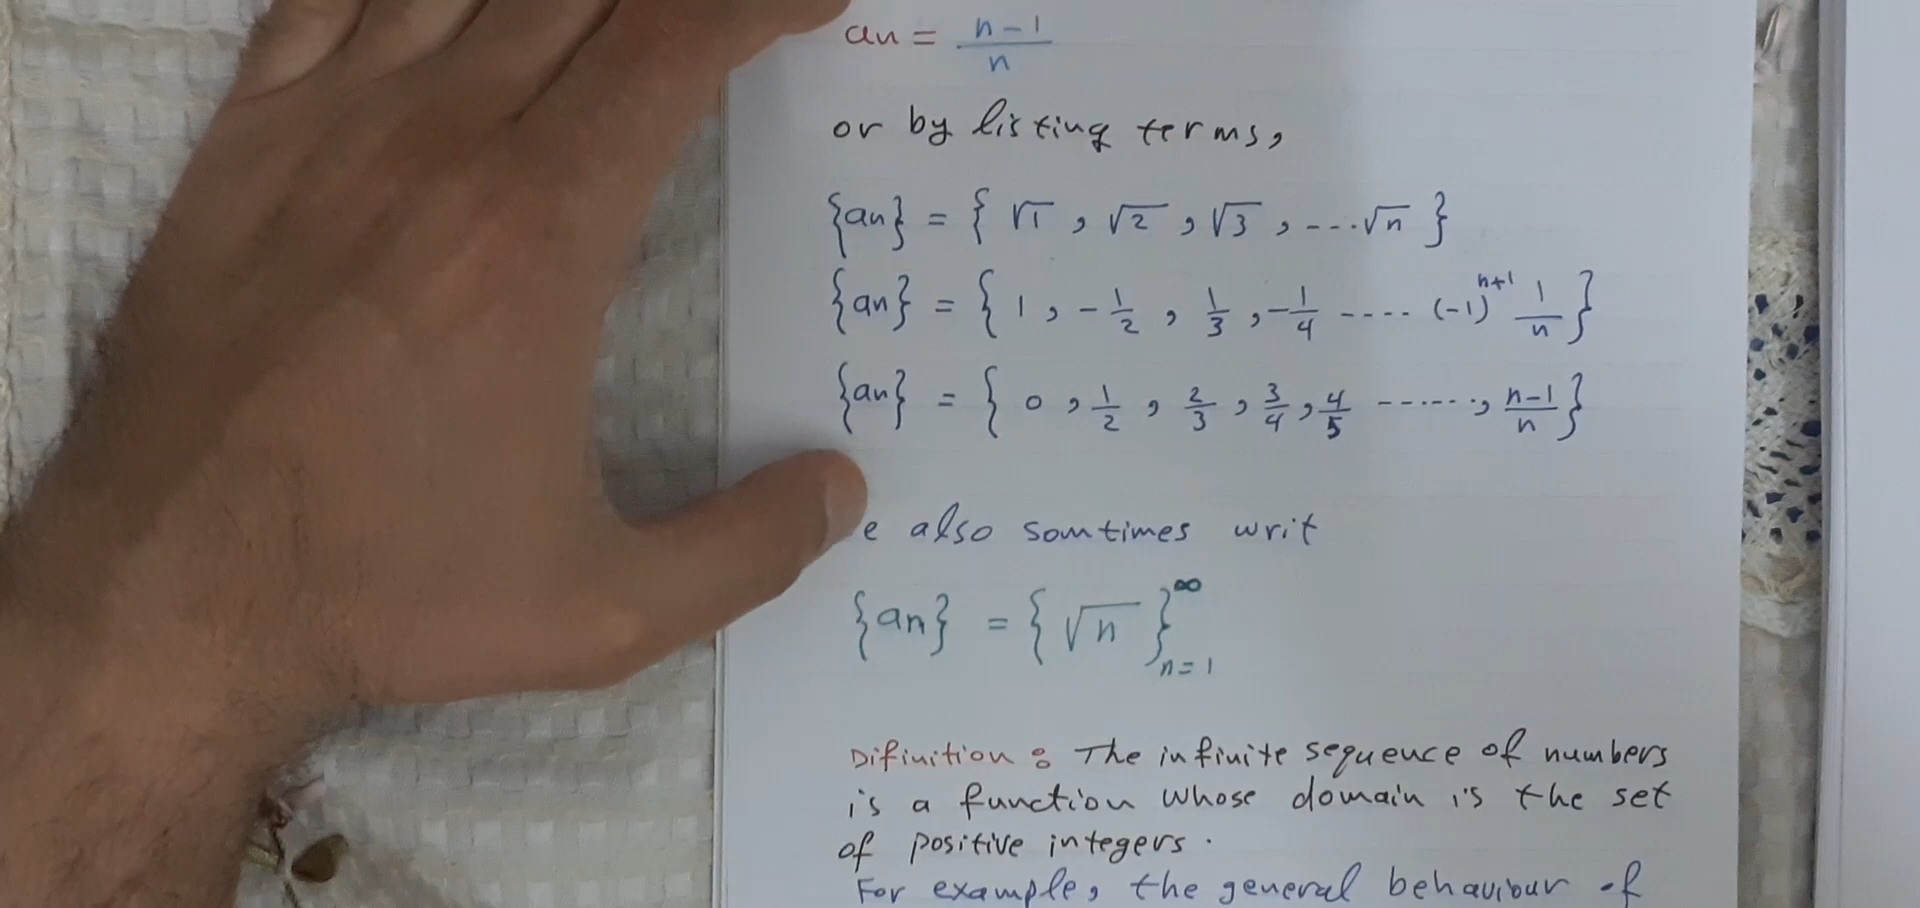 an = n-1/n
or by listing terms,
{an} = { √1 , √2 , √3 , ---.√n }
{an} = { 1 , -1/2 , 1/3 , -1/4 ---- (-1)^n+1 1/n }
{an} = { 0 , 1/2 , 2/3 , 3/4 , 4/5 ------, n-1/n }
e also somtimes writ
{an} = { √n }^∞_n=1
Difinition : The infinite sequence of numbers
is a function whose domain is the set
of positive integers .
For example, the general behaviour of